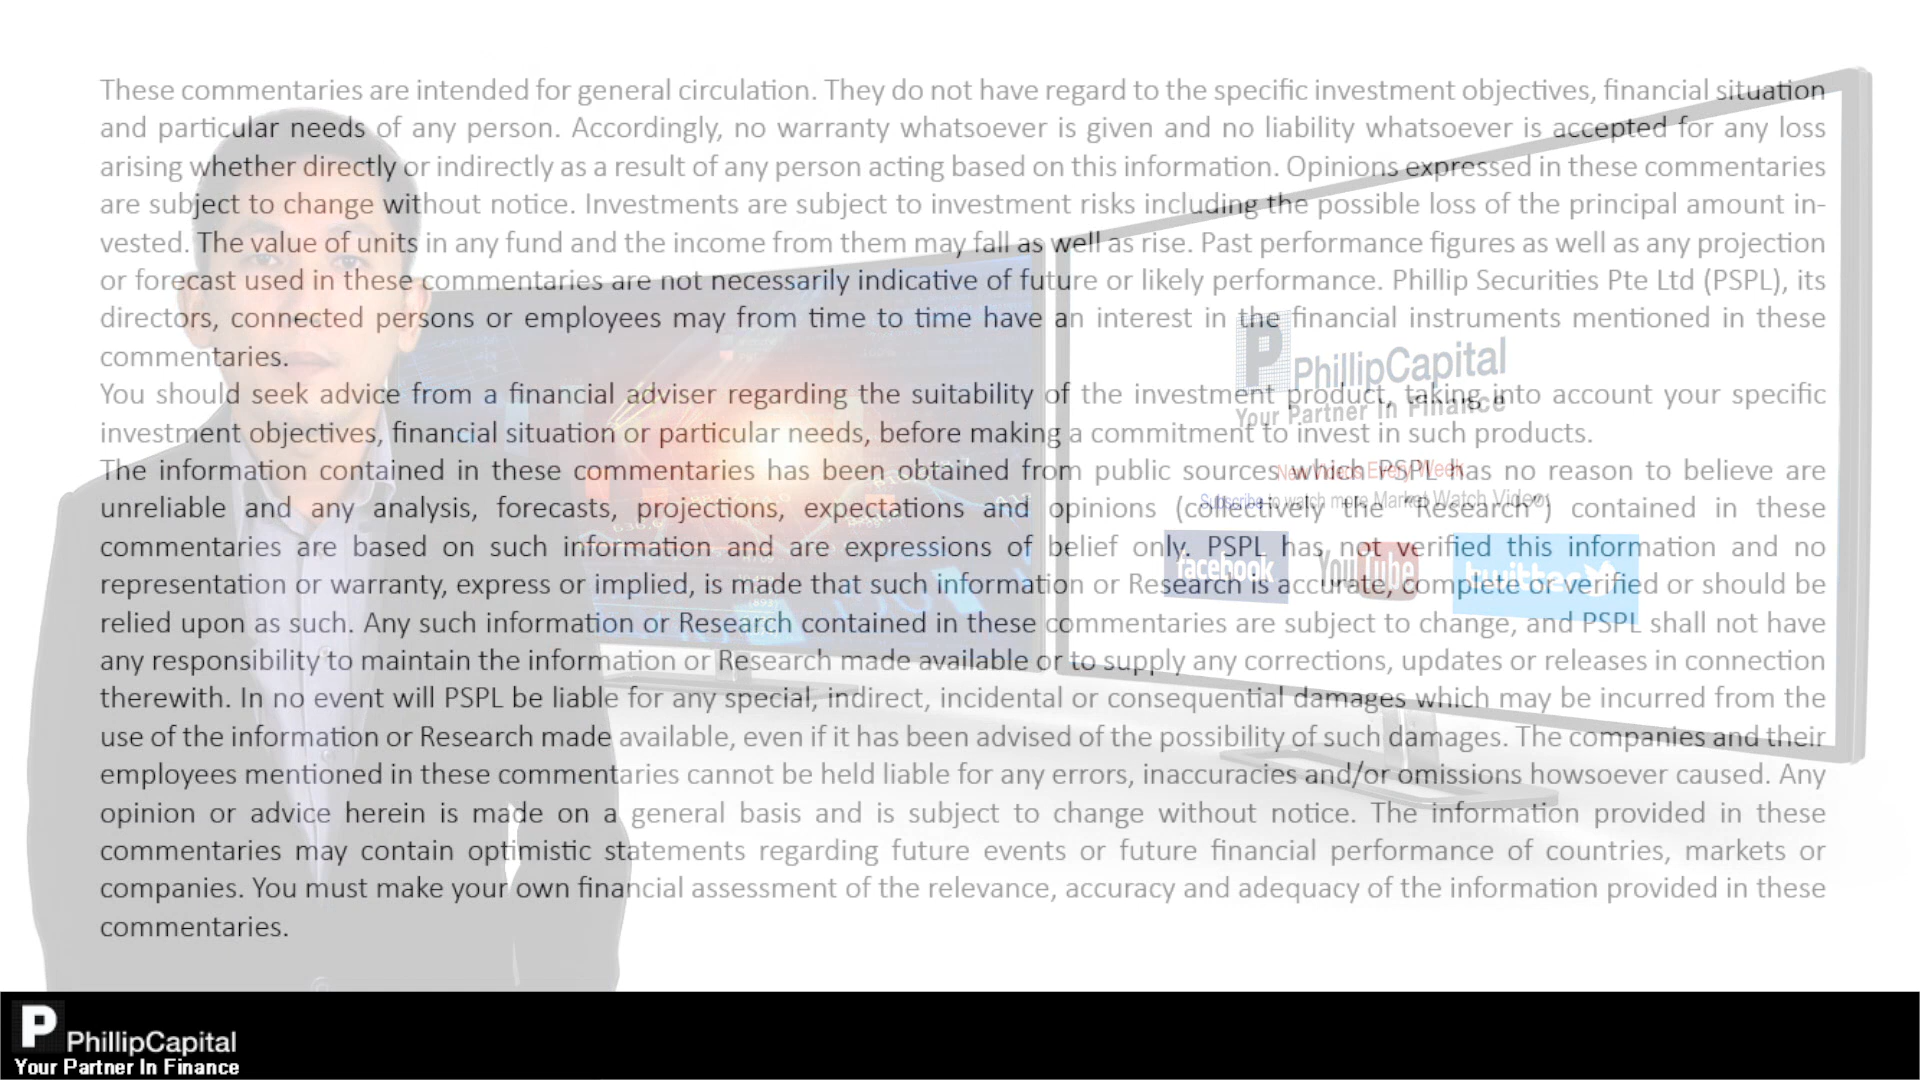 These commentaries are intended for general circulation. They do not have regard to the specific investment objectives, financial situation
and particular needs of any person. Accordingly, no warranty whatsoever is given and no liability whatsoever is accepted for any loss
arising whether directly or indirectly as a result of any person acting based on this information. Opinions expressed in these commentaries
are subject to change without notice. Investments are subject to investment risks including the possible loss of the principal amount in-
vested. The value of units in any fund and the income from them may fall as well as rise. Past performance figures as well as any projection
or forecast used in these commentaries are not necessarily indicative of future or likely performance. Phillip Securities Pte Ltd (PSPL), its
directors, connected persons or employees may from time to time have an interest in the financial instruments mentioned in these
commentaries.
You should seek advice from a financial adviser regarding the suitability of the investment product, taking into account your specific
investment objectives, financial situation or particular needs, before making a commitment to invest in such products.
The information contained in these commentaries has been obtained from public sources which PSPL has no reason to believe are
unreliable and any analysis, forecasts, projections, expectations and opinions (collectively the “Research”) contained in these
commentaries are based on such information and are expressions of belief only. PSPL has not verified this information and no
representation or warranty, express or implied, is made that such information or Research is accurate, complete or verified or should be
relied upon as such. Any such information or Research contained in these commentaries are subject to change, and PSPL shall not have
any responsibility to maintain the information or Research made available or to supply any corrections, updates or releases in connection
therewith. In no event will PSPL be liable for any special, indirect, incidental or consequential damages which may be incurred from the
use of the information or Research made available, even if it has been advised of the possibility of such damages. The companies and their
employees mentioned in these commentaries cannot be held liable for any errors, inaccuracies and/or omissions howsoever caused. Any
opinion or advice herein is made on a general basis and is subject to change without notice. The information provided in these
commentaries may contain optimistic statements regarding future events or future financial performance of countries, markets or
companies. You must make your own financial assessment of the relevance, accuracy and adequacy of the information provided in these
commentaries.
P PhillipCapital
Your Partner In Finance
New Videos Every Week
Subscribe to watch more Market Watch Videos
facebook YouTube twitter
P PhillipCapital
Your Partner In Finance